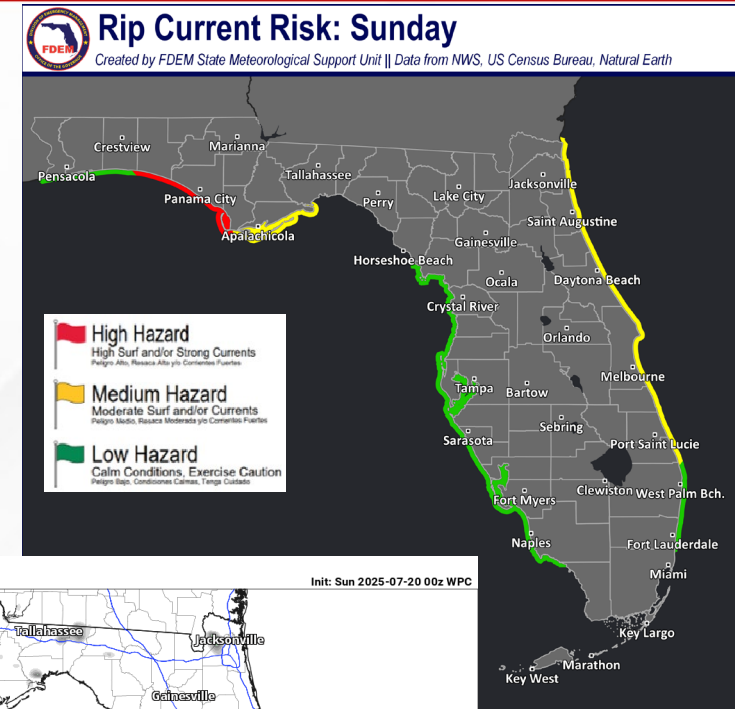 FDEM
Rip Current Risk: Sunday
Created by FDEM State Meteorological Support Unit || Data from NWS, US Census Bureau, Natural Earth
Crestview
Marianna
Pensacola
Tallahassee
Panama City
Perry
Lake City
Jacksonville
Apalachicola
Saint Augustine
Gainesville
Horseshoe Beach
Ocala
Daytona Beach
Crystal River
Orlando
High Hazard
High Surf and/or Strong Currents
Peligro Alto, Resaca Alta y/o Corrientes Fuertes
Medium Hazard
Moderate Surf and/or Currents
Peligro Medio, Resaca Moderada y/o Corrientes Fuertes
Low Hazard
Calm Conditions, Exercise Caution
Peligro Bajo, Condiciones Calmas, Tenga Cuidado
Melbourne
Tampa
Bartow
Sebring
Sarasota
Port Saint Lucie
Fort Myers
Clewiston
West Palm Bch.
Naples
Fort Lauderdale
Miami
Key Largo
Marathon
Key West
Init: Sun 2025-07-20 00z WPC
Tallahassee
Jacksonville
Gainesville